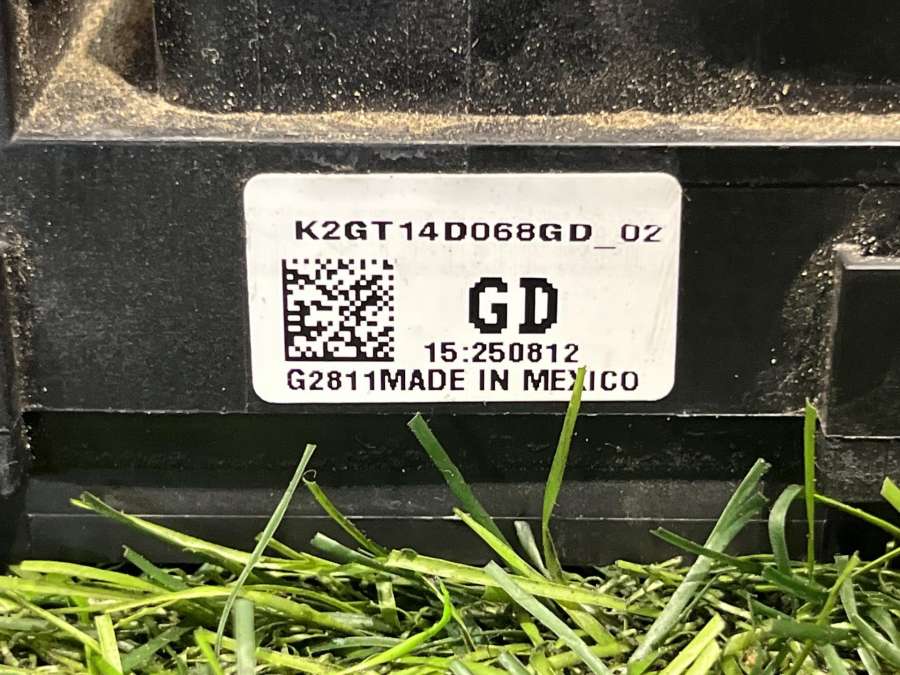 K2GT14D068GD_02
GD
15:250812
G2811MADE IN MEXICO